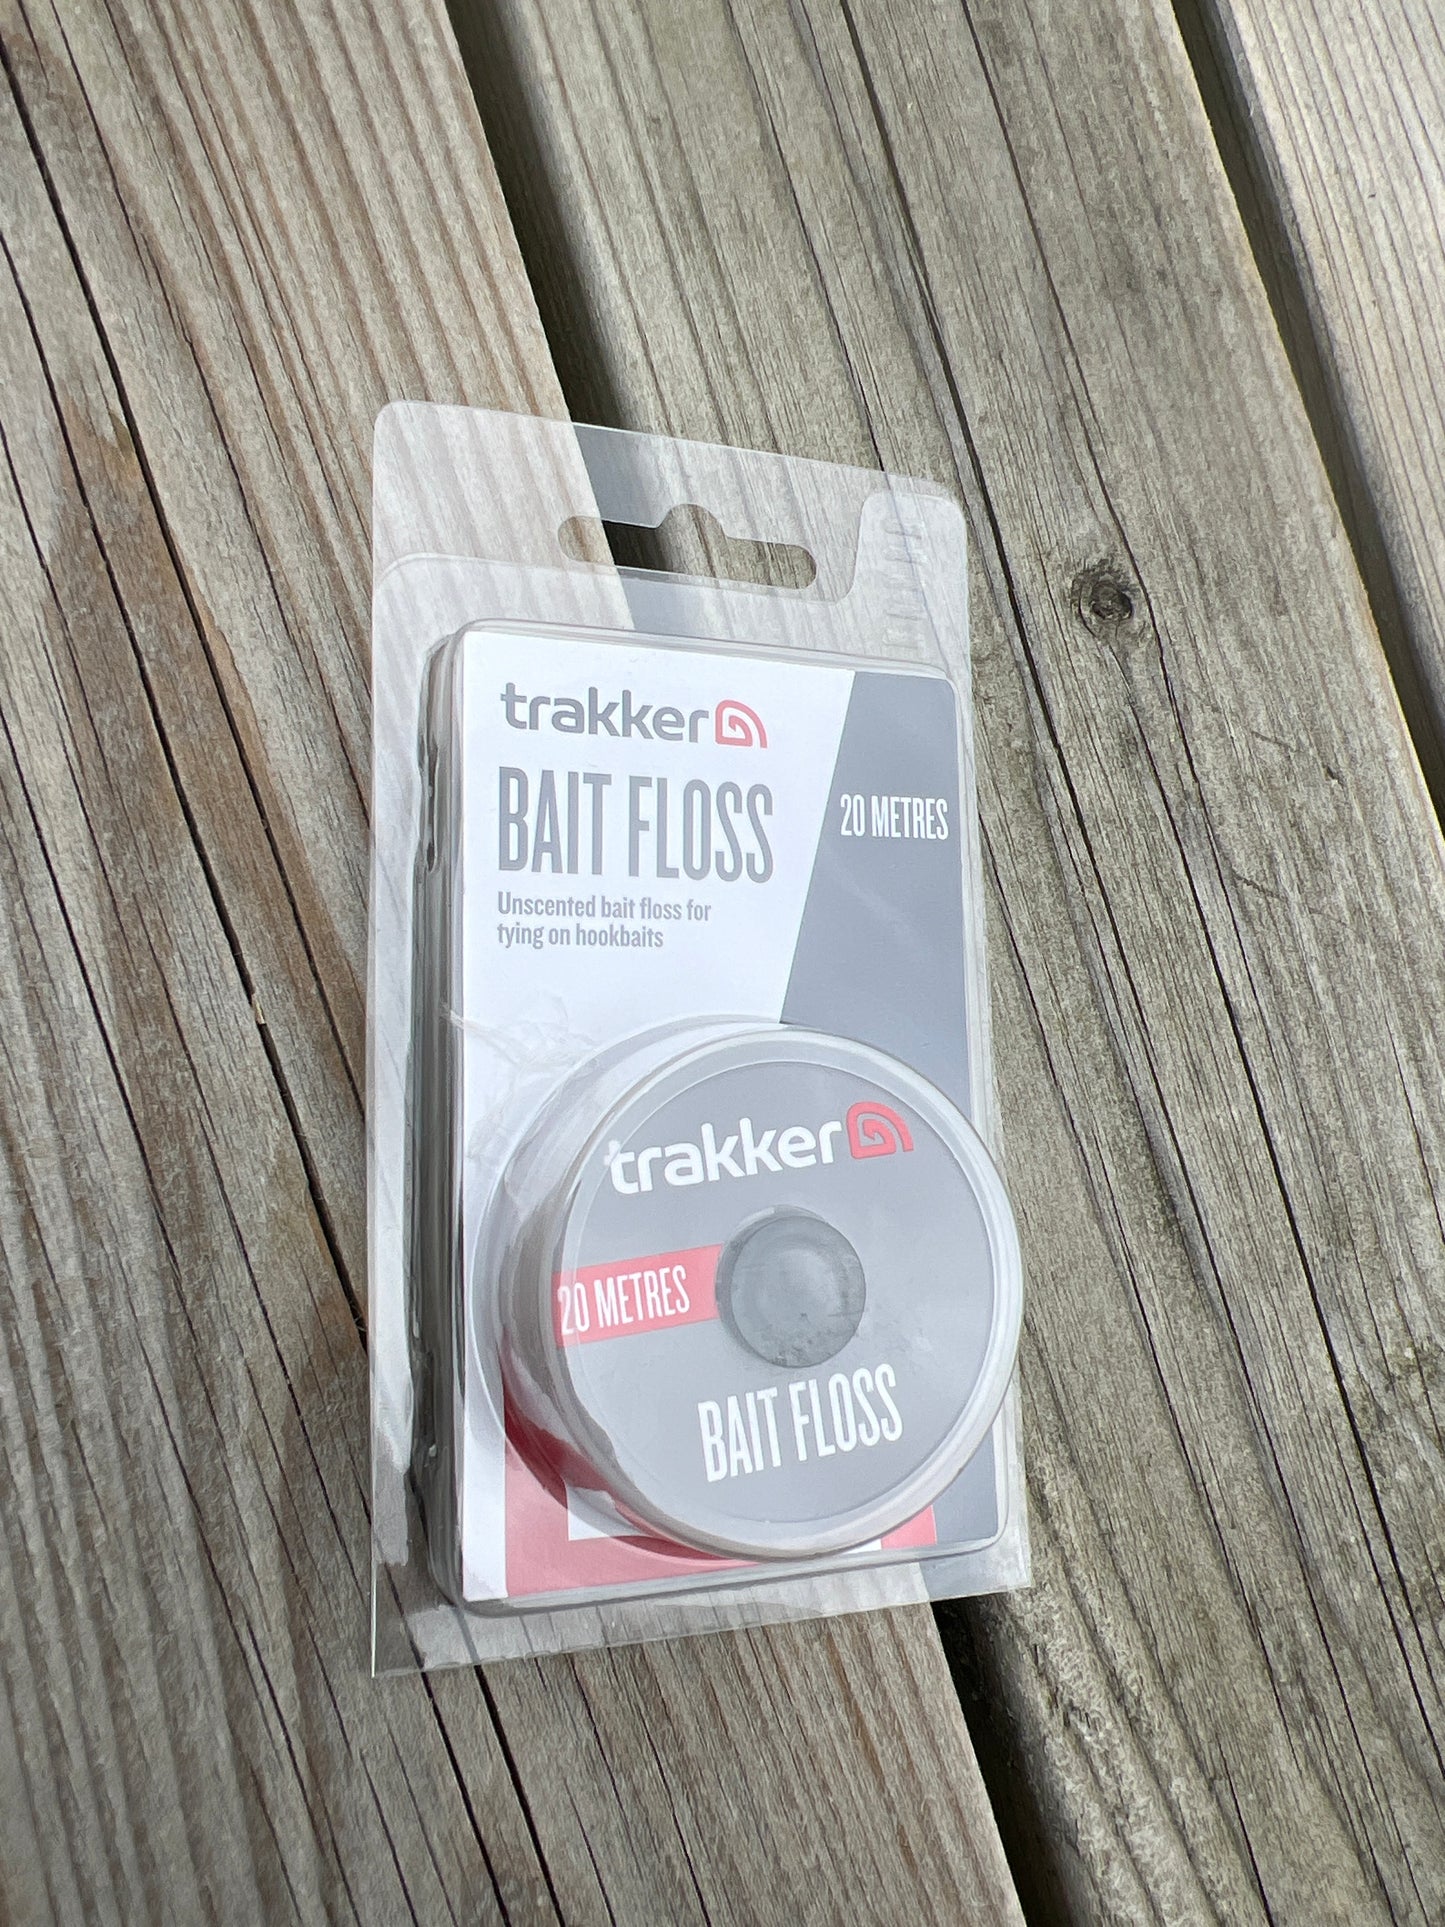 trakker
BAIT FLOSS
20 METRES
Unscented bait floss for
tying on hookbaits
trakker
20 METRES
BAIT FLOSS